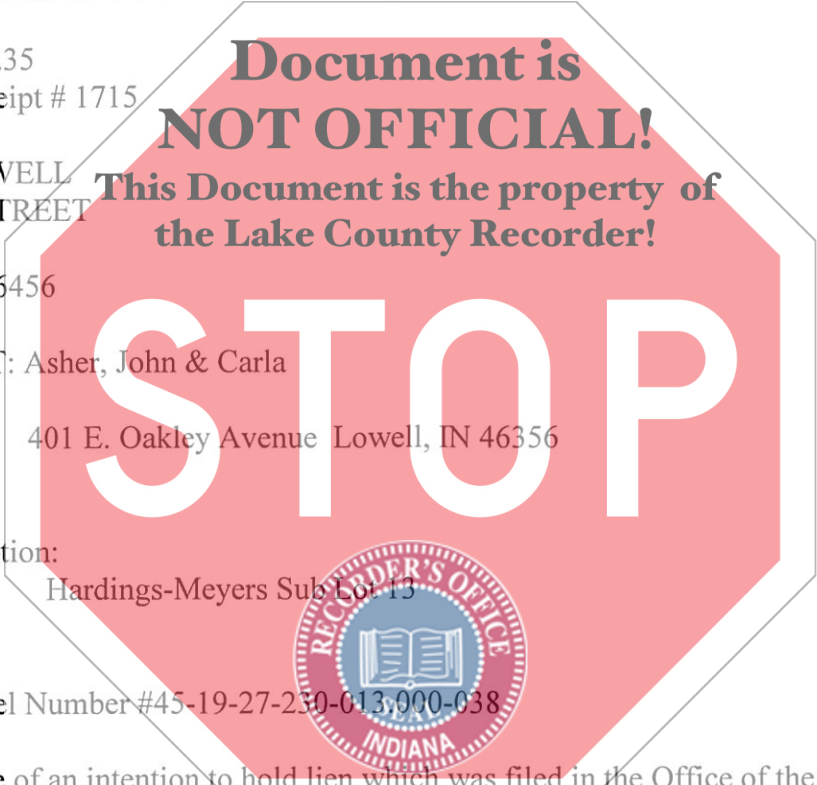 Document is
.35
NOT OFFICIAL!
eipt # 1715
This Document is the property of
VELL
TREET
the Lake County Recorder!
6456
STOP
T: Asher, John & Carla
401 E. Oakley Avenue Lowell, IN 46356
tion:
Hardings-Meyers Sub Lot 13
RECORDER'S OFFICE
el Number #45-19-27-230-013.000-038
SEAL
INDIANA
e of an intention to hold lien which was filed in the Office of the